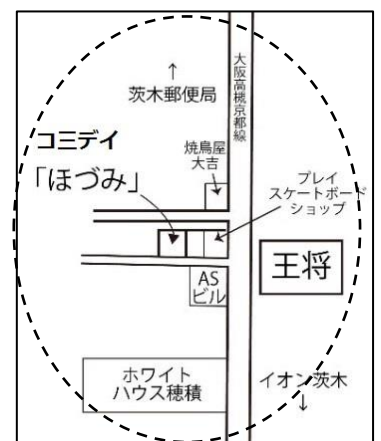 ↑
茨木郵便局
大阪高槻京都線
コ三デイ
「ほづみ」
焼鳥屋
大吉
プレイ
スケートボード
ショップ
王将
AS
ビル
ホワイト
ハウス穂積
イオン茨木
↓